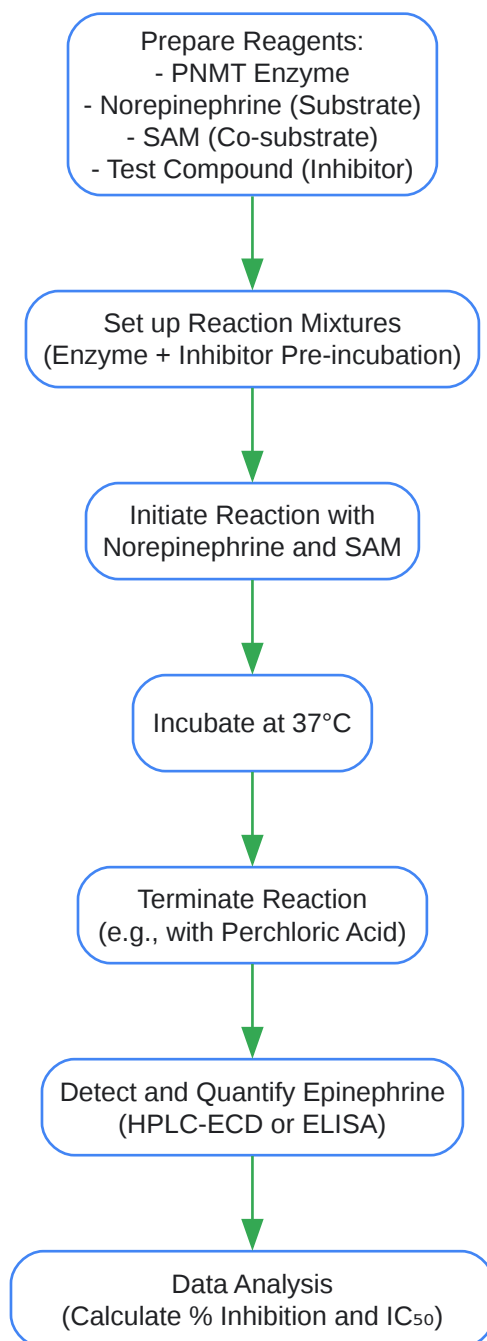 Prepare Reagents:
- PNMT Enzyme
- Norepinephrine (Substrate)
- SAM (Co-substrate)
- Test Compound (Inhibitor)
Set up Reaction Mixtures
(Enzyme + Inhibitor Pre-incubation)
Initiate Reaction with
Norepinephrine and SAM
Incubate at 37°C
Terminate Reaction
(e.g., with Perchloric Acid)
Detect and Quantify Epinephrine
(HPLC-ECD or ELISA)
Data Analysis
(Calculate % Inhibition and IC₅₀)